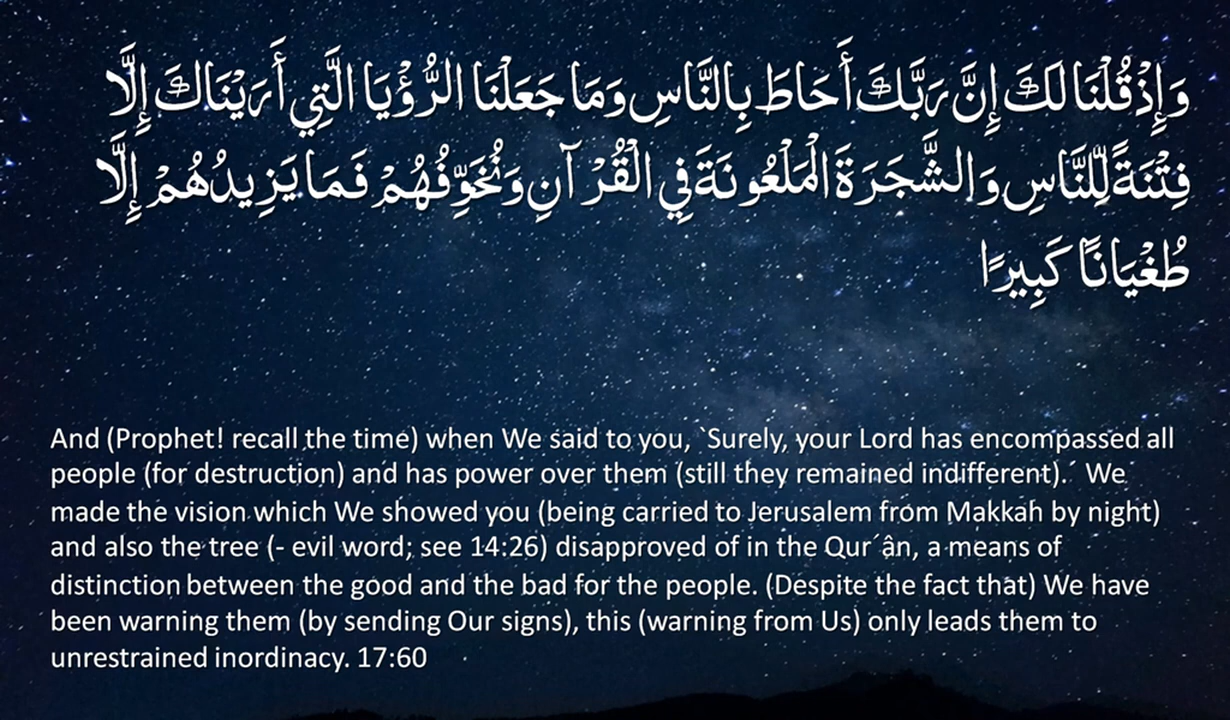 وَإِذْ قُلْنَا لَكَ إِنَّ رَبَّكَ أَحَاطَ بِالنَّاسِ وَمَا جَعَلْنَا الرُّؤْيَا الَّتِي أَرَيْنَاكَ إِلَّا
فِتْنَةً لِّلنَّاسِ وَالشَّجَرَةَ الْمَلْعُونَةَ فِي الْقُرْآنِ وَنُخَوِّفُهُمْ فَمَا يَزِيدُهُمْ إِلَّا
طُغْيَانًا كَبِيرًا
And (Prophet! recall the time) when We said to you, `Surely, your Lord has encompassed all
people (for destruction) and has power over them (still they remained indifferent).´ We
made the vision which We showed you (being carried to Jerusalem from Makkah by night)
and also the tree (- evil word; see 14:26) disapproved of in the Qur´ân, a means of
distinction between the good and the bad for the people. (Despite the fact that) We have
been warning them (by sending Our signs), this (warning from Us) only leads them to
unrestrained inordinacy. 17:60